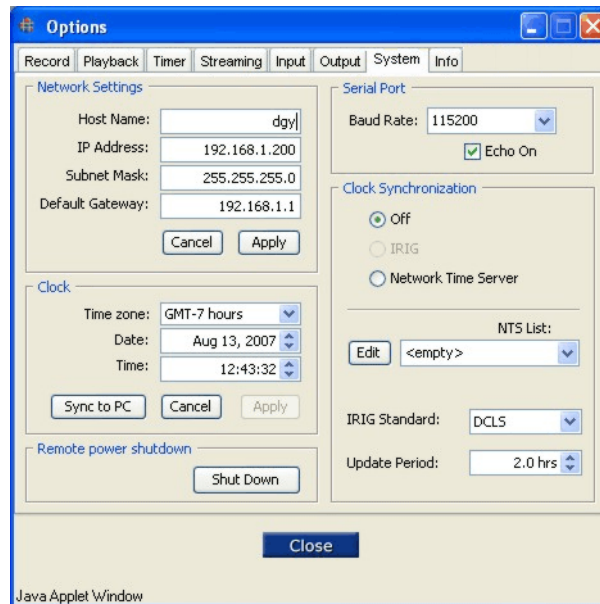 Options
Record Playback Timer Streaming Input Output System Info
Network Settings
Host Name: dgy
IP Address: 192.168.1.200
Subnet Mask: 255.255.255.0
Default Gateway: 192.168.1.1
Cancel Apply
Clock
Time zone: GMT-7 hours
Date: Aug 13, 2007
Time: 12:43:32
Sync to PC Cancel Apply
Remote power shutdown
Shut Down
Serial Port
Baud Rate: 115200
Echo On
Clock Synchronization
Off
IRIG
Network Time Server
NTS List:
Edit <empty>
IRIG Standard: DCLS
Update Period: 2.0 hrs
Close
Java Applet Window